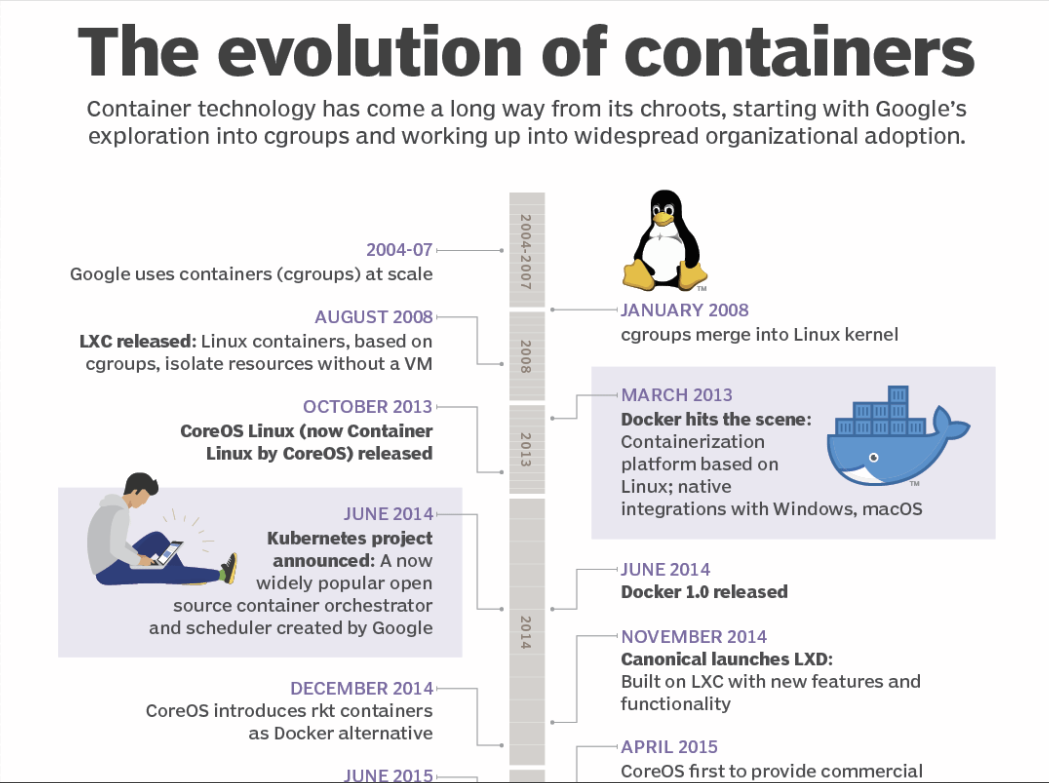 The evolution of containers
Container technology has come a long way from its chroots, starting with Google's
exploration into cgroups and working up into widespread organizational adoption.
2004-2007
2004-07
Google uses containers (cgroups) at scale
TM
JANUARY 2008
cgroups merge into Linux kernel
2008
AUGUST 2008
LXC released: Linux containers, based on
cgroups, isolate resources without a VM
2013
MARCH 2013
Docker hits the scene:
Containerization
platform based on
Linux; native
integrations with Windows, macOS
TM
OCTOBER 2013
CoreOS Linux (now Container
Linux by CoreOS) released
2014
JUNE 2014
Kubernetes project
announced: A now
widely popular open
source container orchestrator
and scheduler created by Google
JUNE 2014
Docker 1.0 released
NOVEMBER 2014
Canonical launches LXD:
Built on LXC with new features and
functionality
DECEMBER 2014
CoreOS introduces rkt containers
as Docker alternative
APRIL 2015
CoreOS first to provide commercial
JUNE 2015